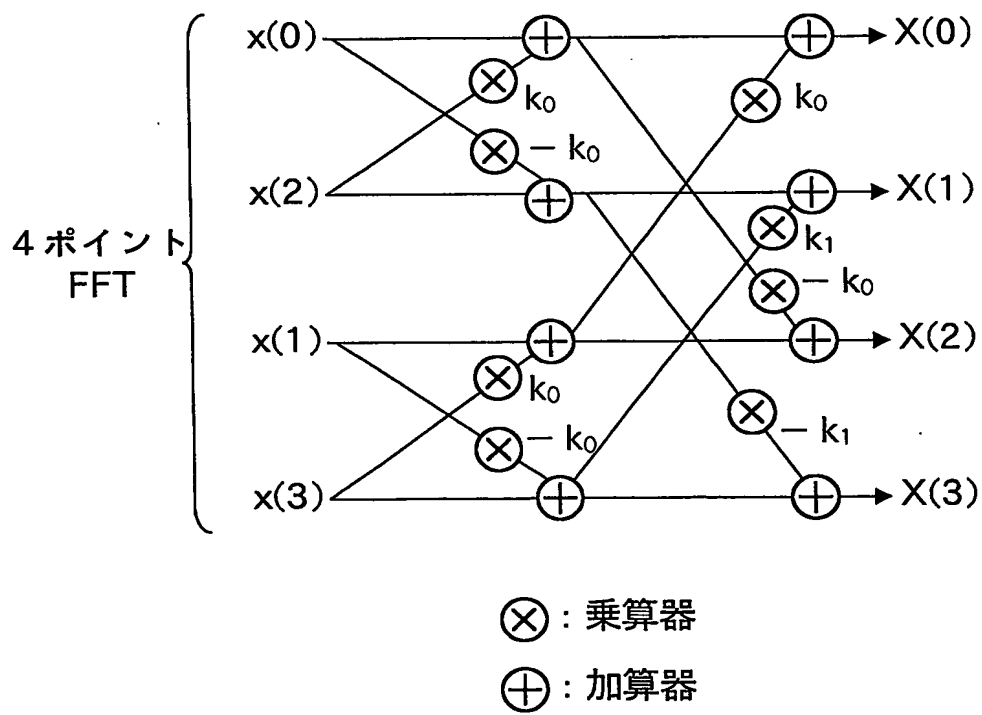 x(0)
X(0)
k₀
k₀
− k₀
x(2)
X(1)
k₁
− k₀
4 ポイント
FFT
x(1)
X(2)
k₀
− k₁
− k₀
x(3)
X(3)
: 乗算器
: 加算器